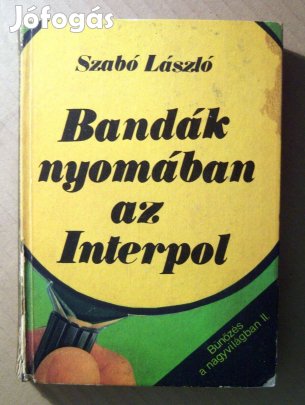 Jófogás
Szabó László
Bandák
nyomában
az
Interpol
Bűnözés
a nagyvilágban II.